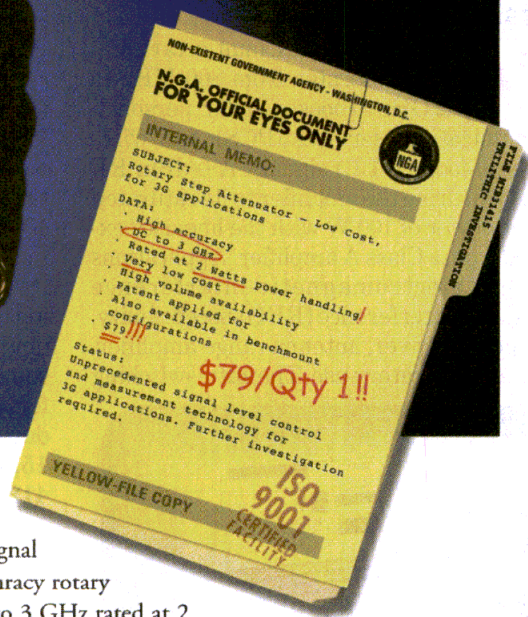 NON-EXISTENT GOVERNMENT AGENCY - WASHINGTON, D.C.
N.G.A. OFFICIAL DOCUMENT
FOR YOUR EYES ONLY
NGA
INTERNAL MEMO:
SUBJECT:
Rotary Step Attenuator – Low Cost,
for 3G applications
DATA:
· High accuracy
· DC to 3 GHz
· Rated at 2 Watts power handling
· Very low cost
· High volume availability
· Patent applied for
· Also available in benchmount
configurations
· $79 !!!
$79/Qty 1!!
Status:
Unprecedented signal level control
and measurement technology for
3G applications. Further investigation
required.
YELLOW-FILE COPY
ISO
9001
CERTIFIED
FACILITY
TRILITHIC INVESTIGATION
gnal
uracy rotary
to 3 GHz rated at 2